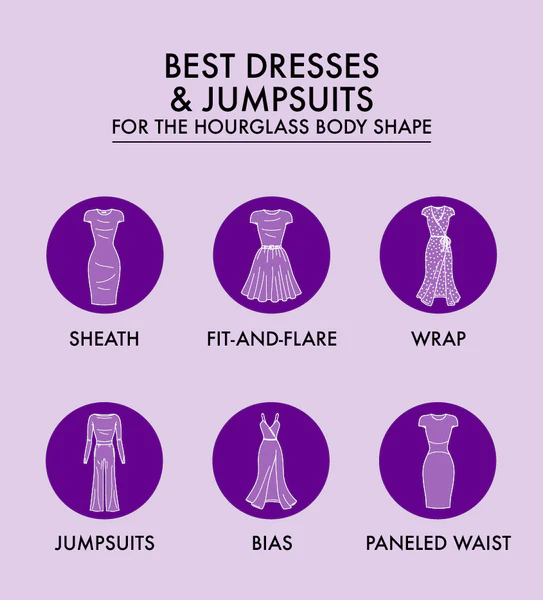 BEST DRESSES
& JUMPSUITS
FOR THE HOURGLASS BODY SHAPE
SHEATH
FIT-AND-FLARE
WRAP
JUMPSUITS
BIAS
PANELED WAIST